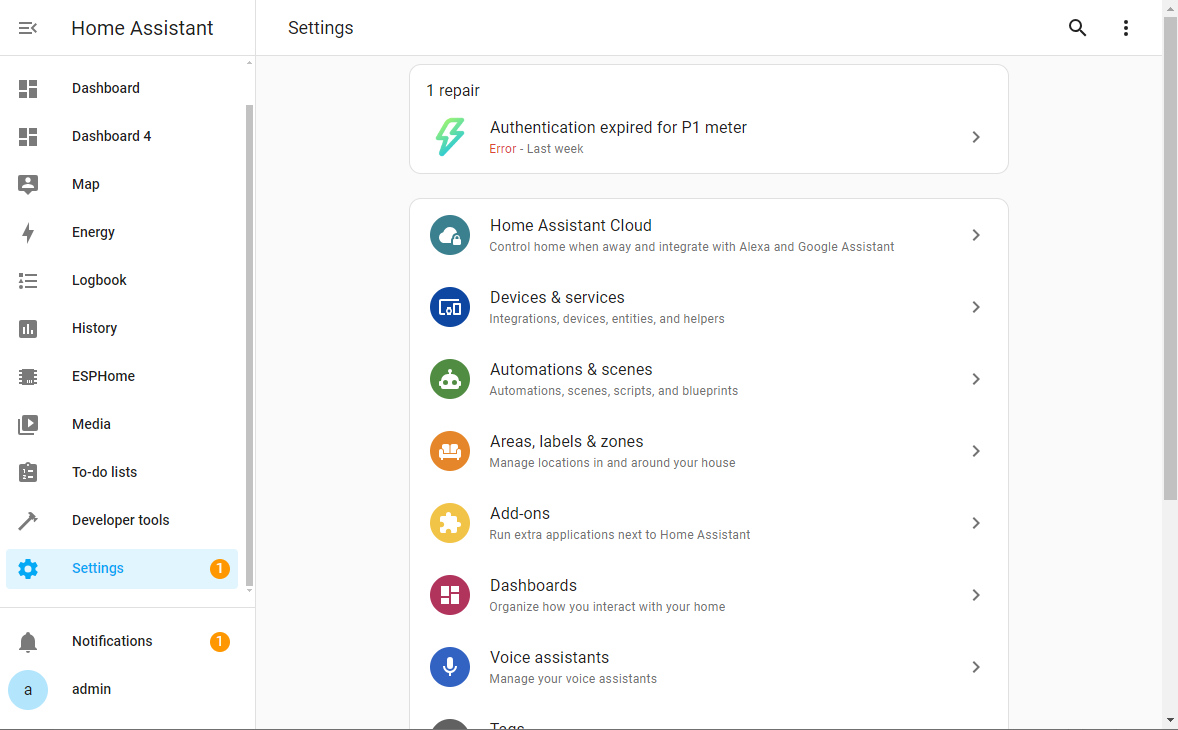 Home Assistant
Settings
Dashboard
Dashboard 4
Map
Energy
Logbook
History
ESPHome
Media
To-do lists
Developer tools
Settings
1
Notifications
1
a
admin
1 repair
Authentication expired for P1 meter
Error - Last week
Home Assistant Cloud
Control home when away and integrate with Alexa and Google Assistant
Devices & services
Integrations, devices, entities, and helpers
Automations & scenes
Automations, scenes, scripts, and blueprints
Areas, labels & zones
Manage locations in and around your house
Add-ons
Run extra applications next to Home Assistant
Dashboards
Organize how you interact with your home
Voice assistants
Manage your voice assistants
Tags